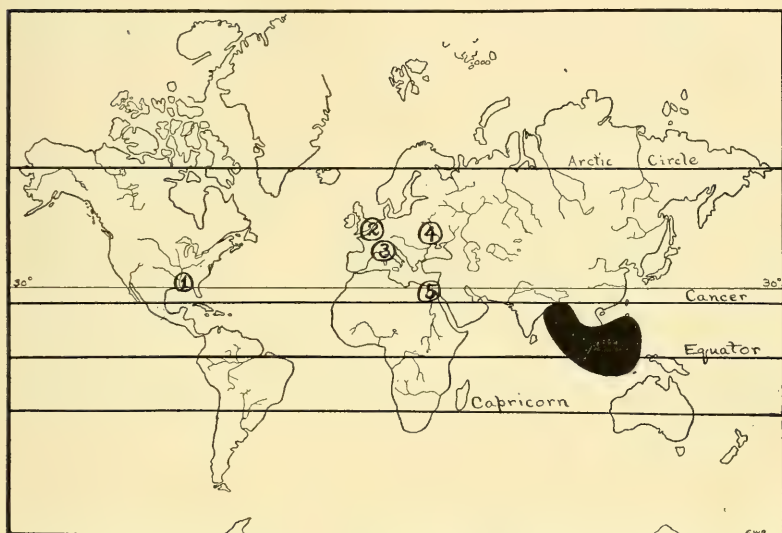 Arctic Circle
② ④
③
①
30° 30°
⑤
Cancer
Equator
Capricorn